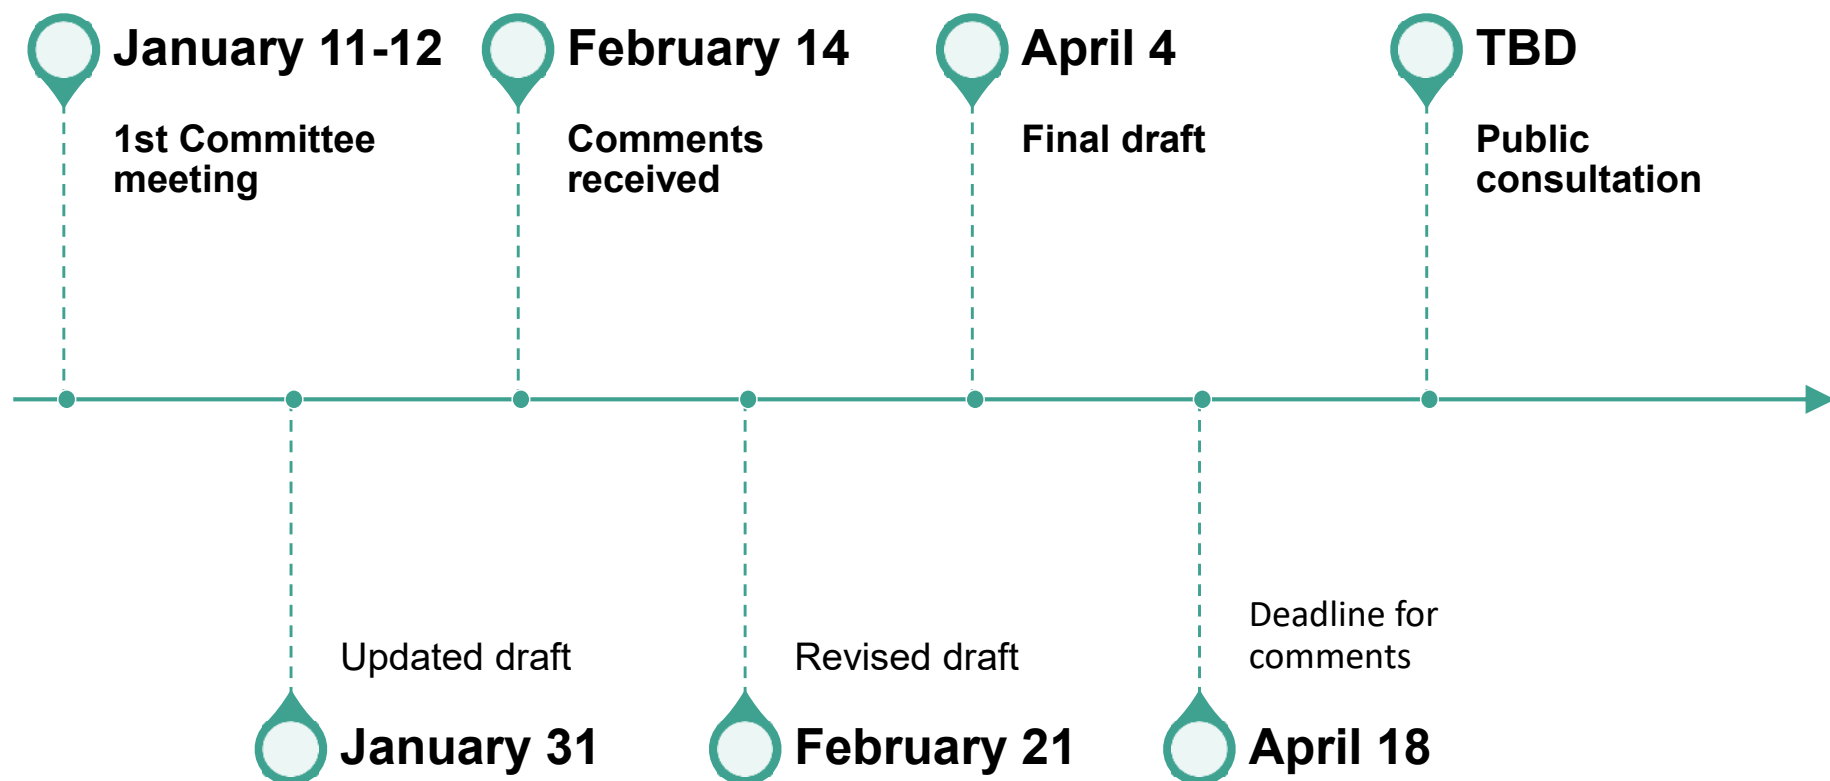 January 11-12
1st Committee
meeting
February 14
Comments
received
April 4
Final draft
TBD
Public
consultation
Updated draft
January 31
Revised draft
February 21
Deadline for
comments
April 18